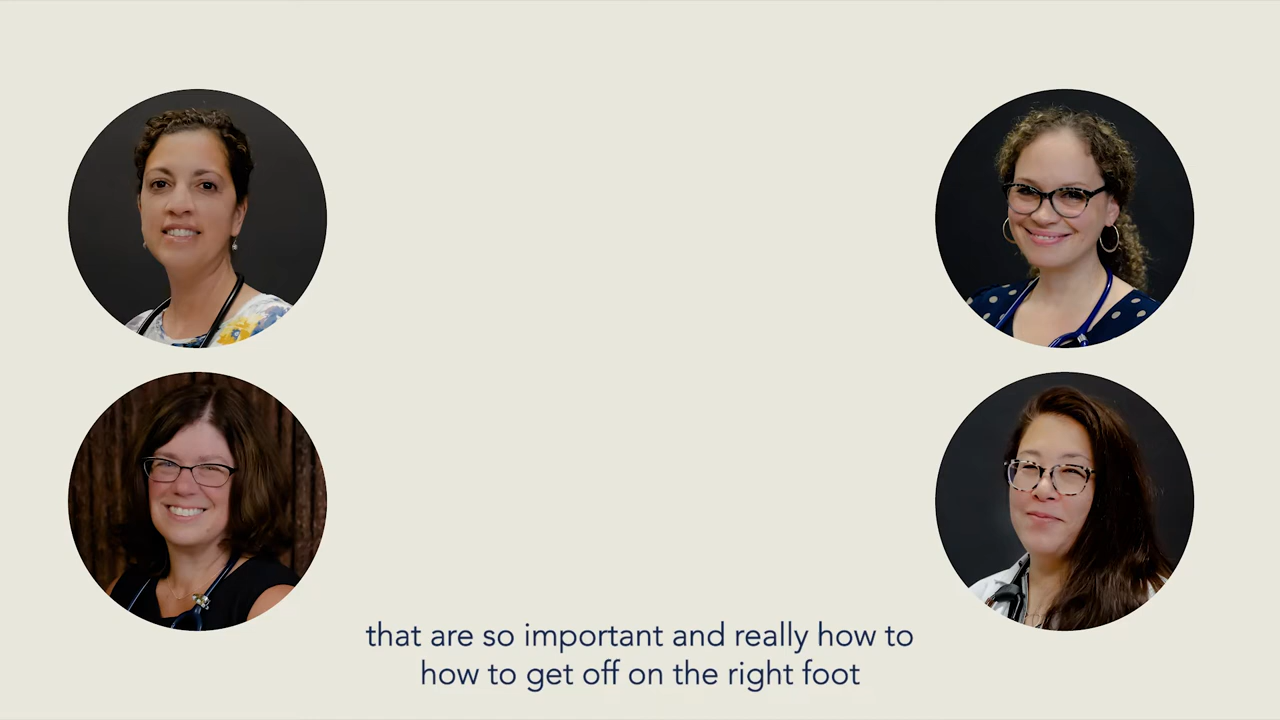 that are so important and really how to
how to get off on the right foot